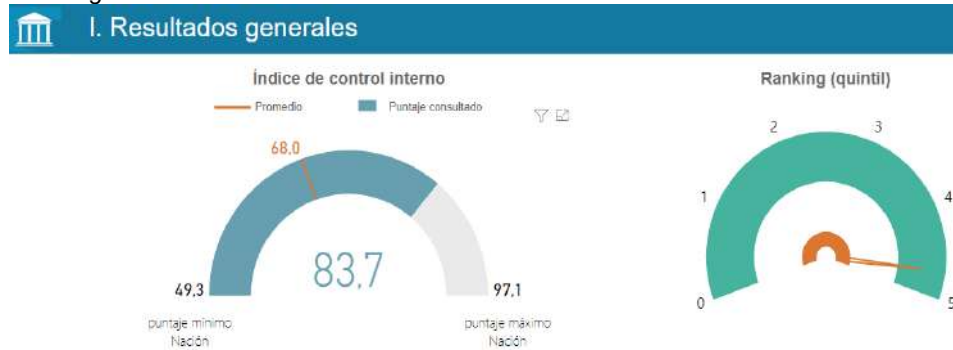 I. Resultados generales
Índice de control interno
Promedio
Puntaje consultado
68,0
83,7
49,3
97,1
puntaje mínimo
Nación
puntaje máximo
Nación
Ranking (quintil)
0
1
2
3
4
5